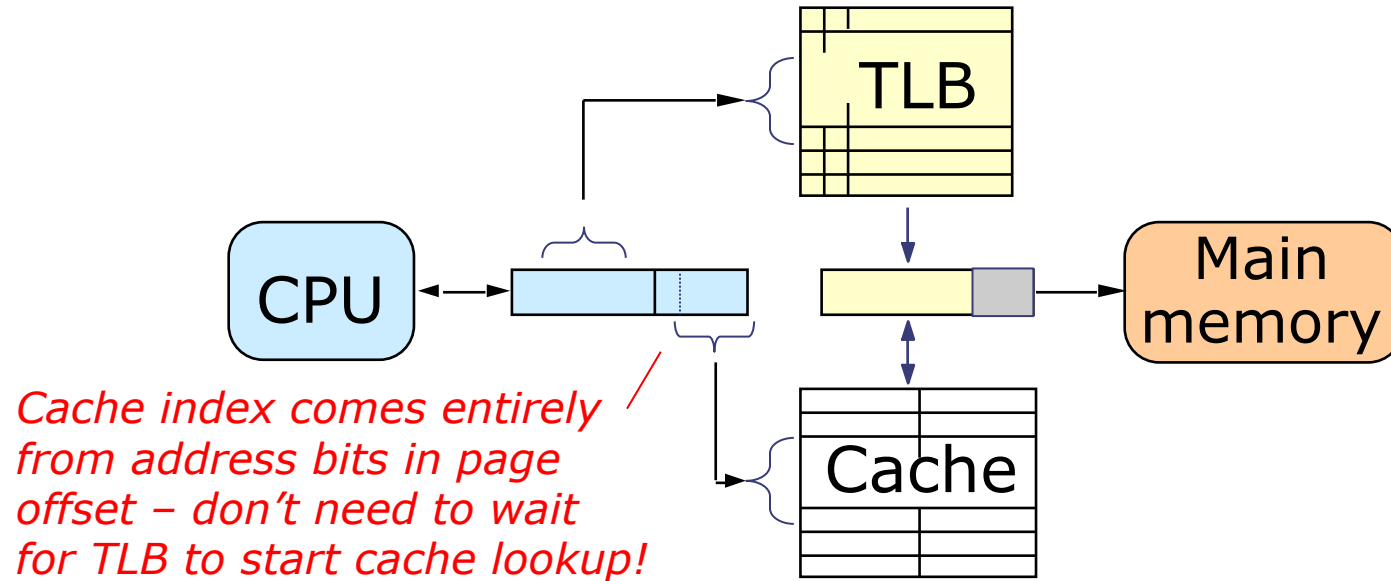 TLB
CPU
Main
memory
Cache index comes entirely
from address bits in page
offset – don’t need to wait
for TLB to start cache lookup!
Cache